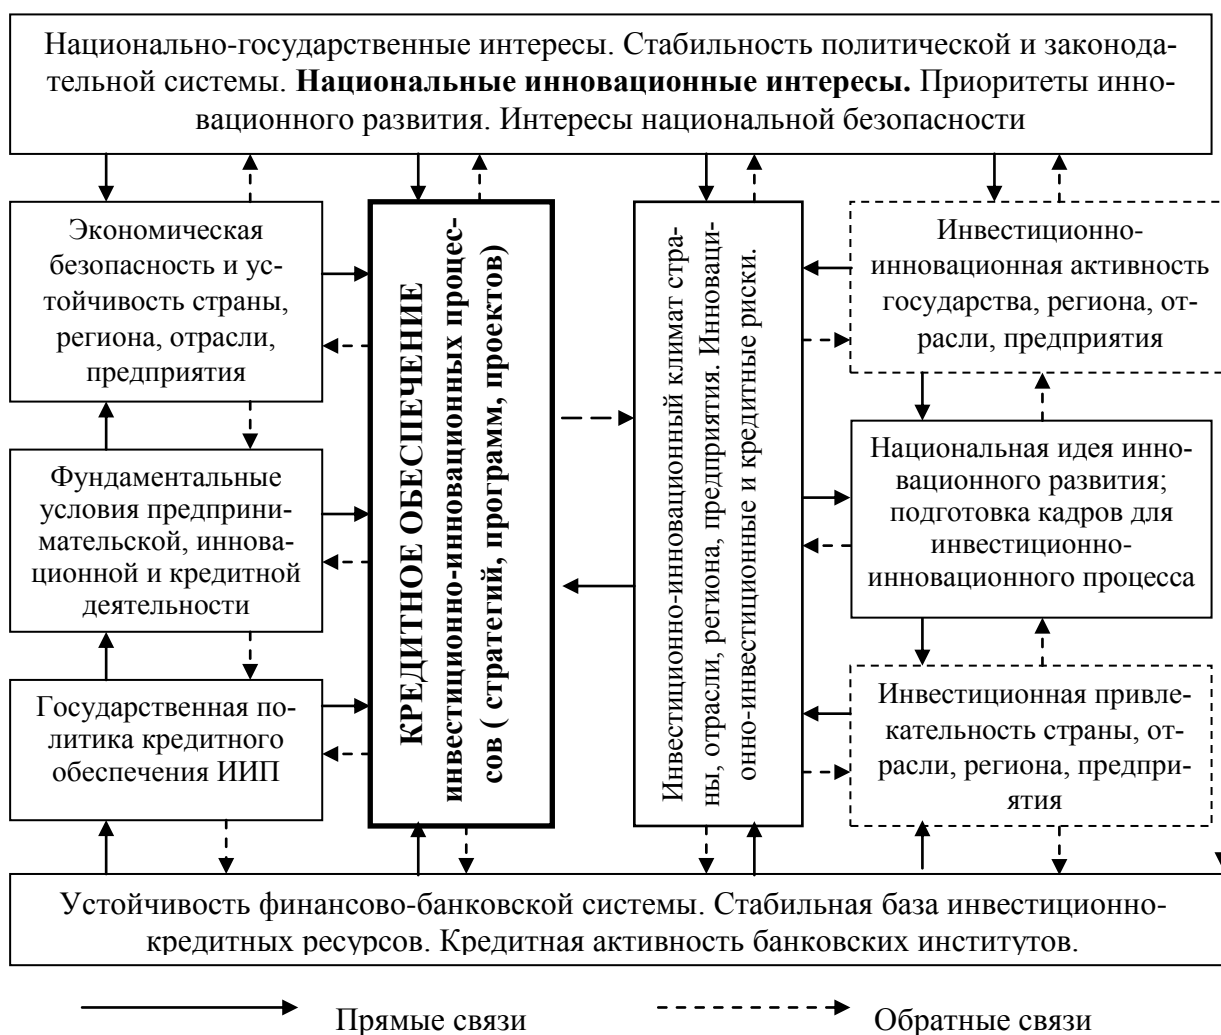 Национально-государственные интересы. Стабильность политической и законода-
тельной системы. Национальные инновационные интересы. Приоритеты инно-
вационного развития. Интересы национальной безопасности
Экономическая
безопасность и ус-
тойчивость страны,
региона, отрасли,
предприятия
Фундаментальные
условия предприни-
мательской, иннова-
ционной и кредитной
деятельности
Государственная по-
литика кредитного
обеспечения ИИП
КРЕДИТНОЕ ОБЕСПЕЧЕНИЕ
инвестиционно-инновационных процес-
сов ( стратегий, программ, проектов)
Инвестиционно-инновационный климат стра-
ны, отрасли, региона, предприятия. Инноваци-
онно-инвестиционные и кредитные риски.
Инвестиционно-
инновационная активность
государства, региона, от-
расли, предприятия
Национальная идея инно-
вационного развития;
подготовка кадров для
инвестиционно-
инновационного процесса
Инвестиционная привле-
кательность страны, от-
расли, региона, предпри-
ятия
Устойчивость финансово-банковской системы. Стабильная база инвестиционно-
кредитных ресурсов. Кредитная активность банковских институтов.
Прямые связи
Обратные связи